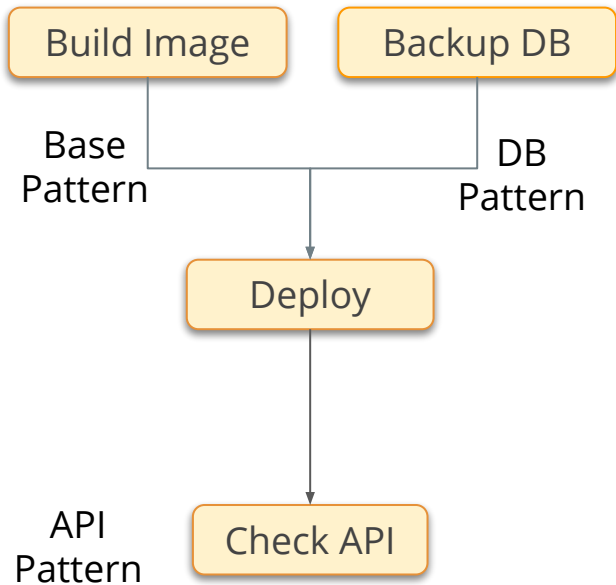 Build Image
Backup DB
Base
Pattern
DB
Pattern
Deploy
API
Pattern
Check API